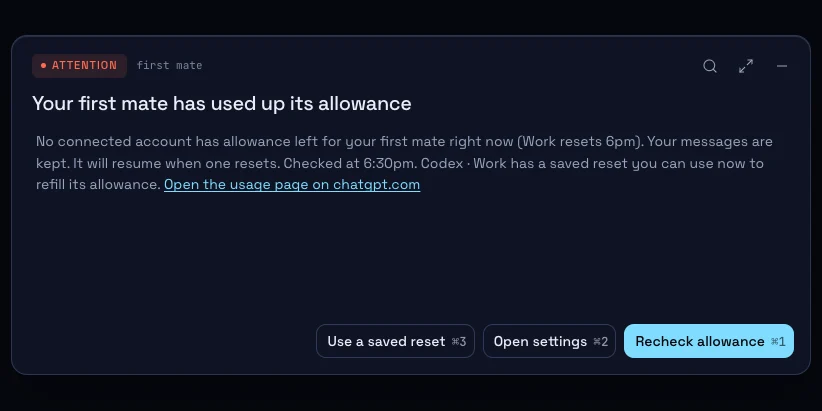 ATTENTION first mate
Your first mate has used up its allowance
No connected account has allowance left for your first mate right now (Work resets 6pm). Your messages are
kept. It will resume when one resets. Checked at 6:30pm. Codex · Work has a saved reset you can use now to
refill its allowance. Open the usage page on chatgpt.com
Use a saved reset ⌘3 Open settings ⌘2 Recheck allowance ⌘1